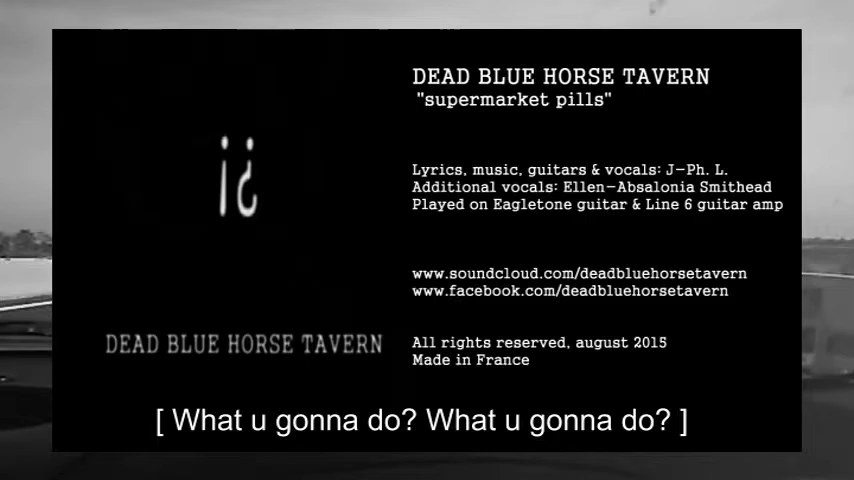 DEAD BLUE HORSE TAVERN
"supermarket pills"
¡¿
Lyrics, music, guitars & vocals: J-Ph. L.
Additional vocals: Ellen-Absalonia Smithead
Played on Eagletone guitar & Line 6 guitar amp
www.soundcloud.com/deadbluehorsetavern
www.facebook.com/deadbluehorsetavern
DEAD BLUE HORSE TAVERN
All rights reserved, august 2015
Made in France
[ What u gonna do? What u gonna do? ]